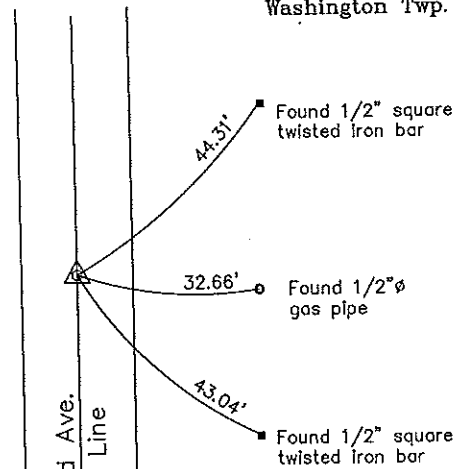 Washington Twp.
Found 1/2" square
twisted iron bar
44.31'
32.66'
Found 1/2"ø
gas pipe
43.04'
Found 1/2" square
twisted iron bar
Ave.
Line